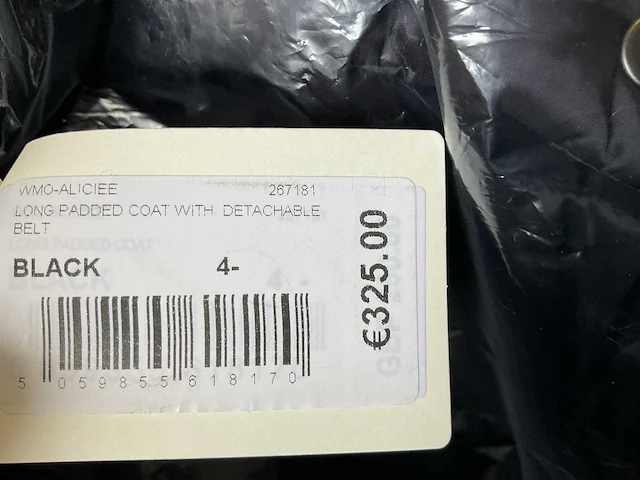 WMO-ALICIEE 267181
LONG PADDED COAT WITH DETACHABLE
BELT
BLACK 4-
€325.00
5 059855 618170